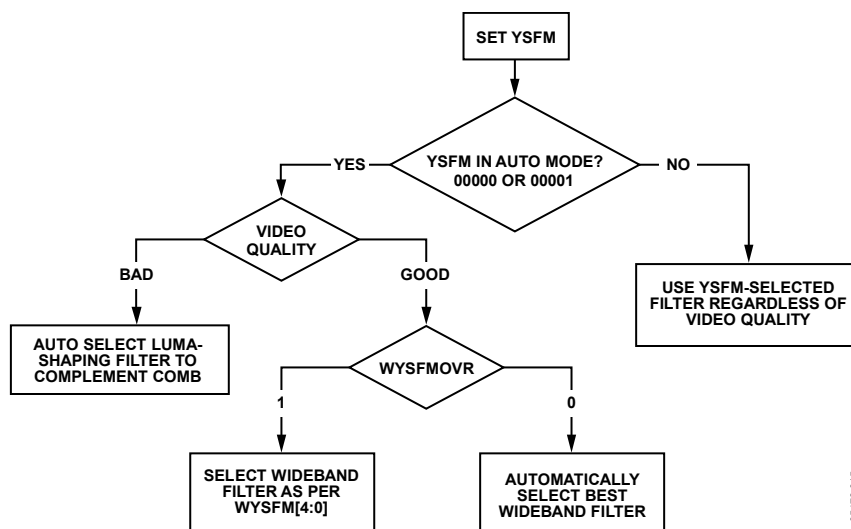 SET YSFM
YSFM IN AUTO MODE?
00000 OR 00001
YES
NO
VIDEO
QUALITY
BAD
GOOD
USE YSFM-SELECTED
FILTER REGARDLESS OF
VIDEO QUALITY
AUTO SELECT LUMA-
SHAPING FILTER TO
COMPLEMENT COMB
WYSFMOVR
1
0
SELECT WIDEBAND
FILTER AS PER
WYSFM[4:0]
AUTOMATICALLY
SELECT BEST
WIDEBAND FILTER